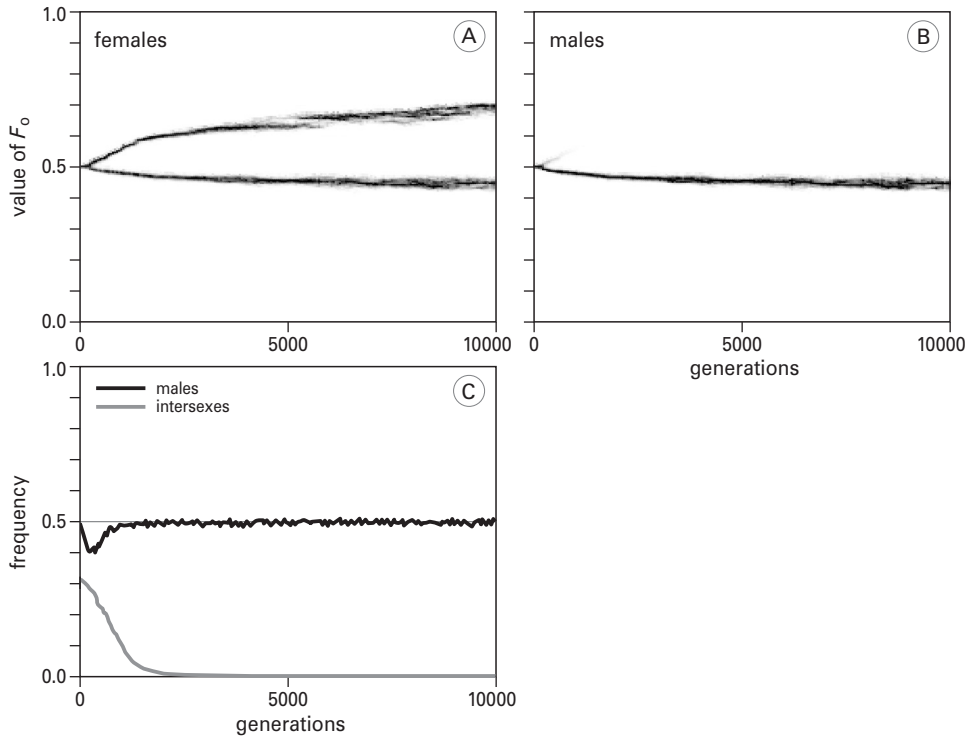 1.0
females
A
value of Fo
0.5
0.0
0
5000
10000
males
B
0
5000
10000
generations
1.0
males
intersexes
C
frequency
0.5
0.0
0
5000
10000
generations